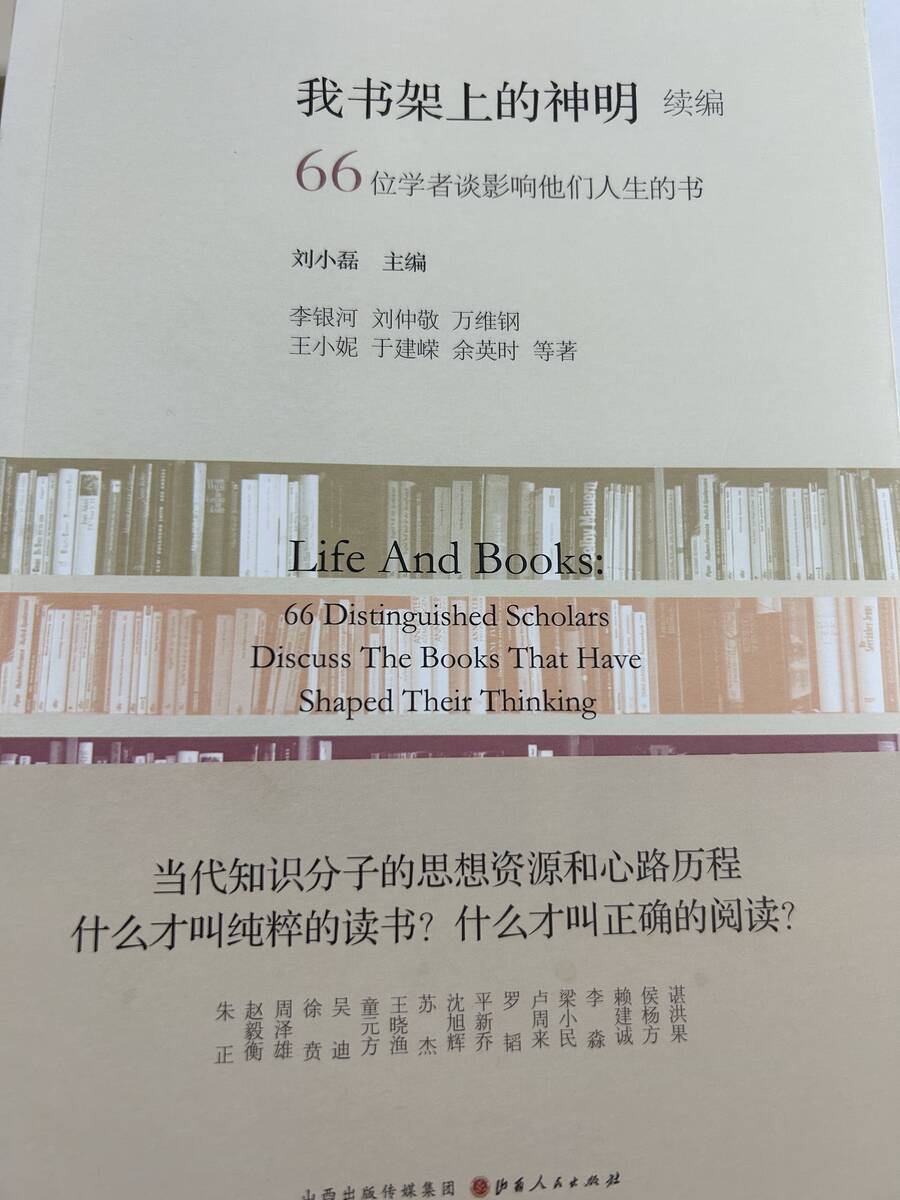 我书架上的神明 续编
66位学者谈影响他们人生的书
刘小磊 主编
李银河 刘仲敬 万维钢
王小妮 于建嵘 余英时 等著
Life And Books:
66 Distinguished Scholars
Discuss The Books That Have
Shaped Their Thinking
当代知识分子的思想资源和心路历程
什么才叫纯粹的读书？什么才叫正确的阅读？
谌洪果
侯杨方
赖建诚
李淼
梁小民
卢周来
罗韬
平新乔
沈旭辉
苏杰
王晓渔
童元方
吴迪
徐贲
周泽雄
赵毅衡
朱正
山西出版传媒集团 山西人民出版社